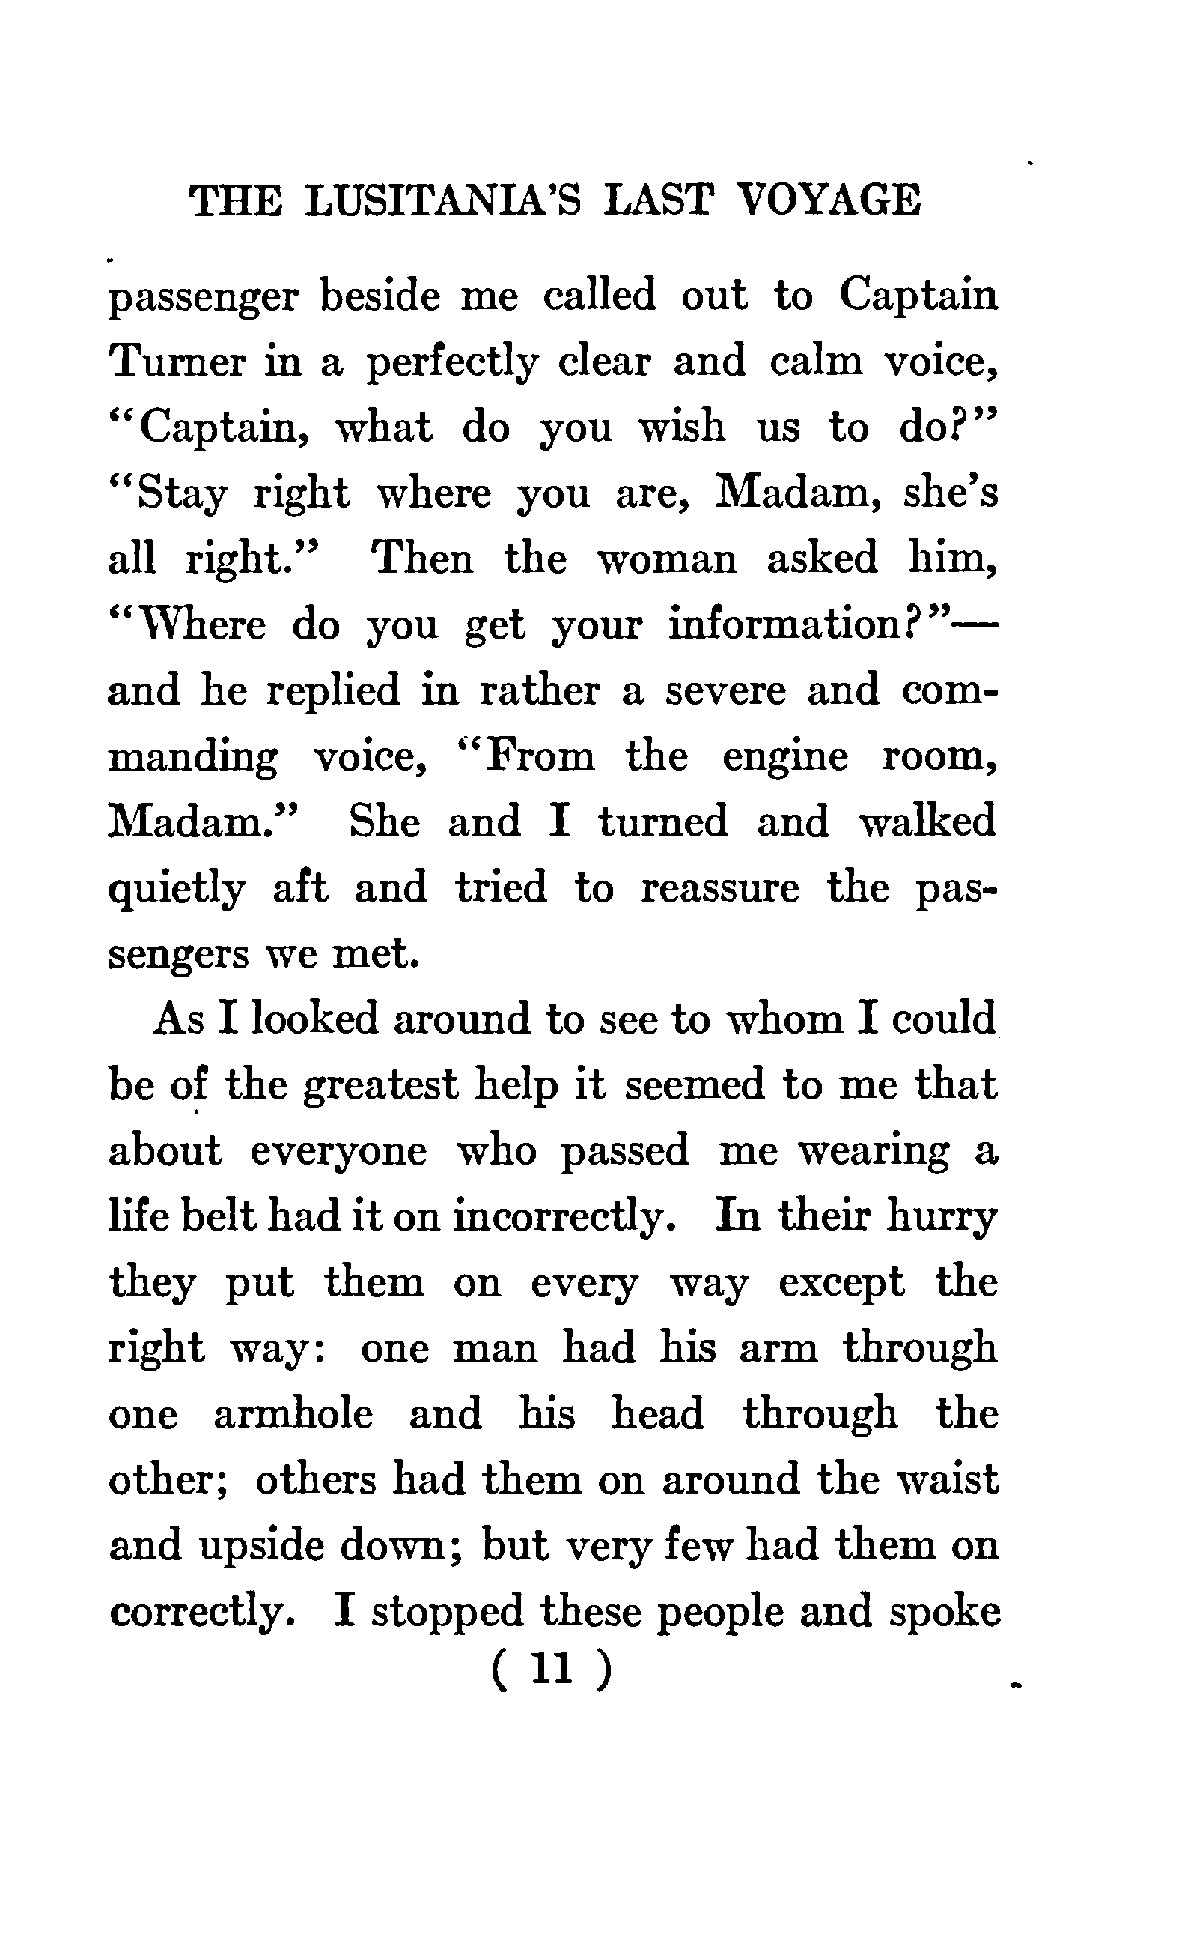 THE LUSITANIA'S LAST VOYAGE
passenger beside me called out to Captain
Turner in a perfectly clear and calm voice,
"Captain, what do you wish us to do?"
"Stay right where you are, Madam, she's
all right." Then the woman asked him,
"Where do you get your information?"—
and he replied in rather a severe and com-
manding voice, "From the engine room,
Madam." She and I turned and walked
quietly aft and tried to reassure the pas-
sengers we met.
As I looked around to see to whom I could
be of the greatest help it seemed to me that
about everyone who passed me wearing a
life belt had it on incorrectly. In their hurry
they put them on every way except the
right way: one man had his arm through
one armhole and his head through the
other; others had them on around the waist
and upside down; but very few had them on
correctly. I stopped these people and spoke
( 11 )